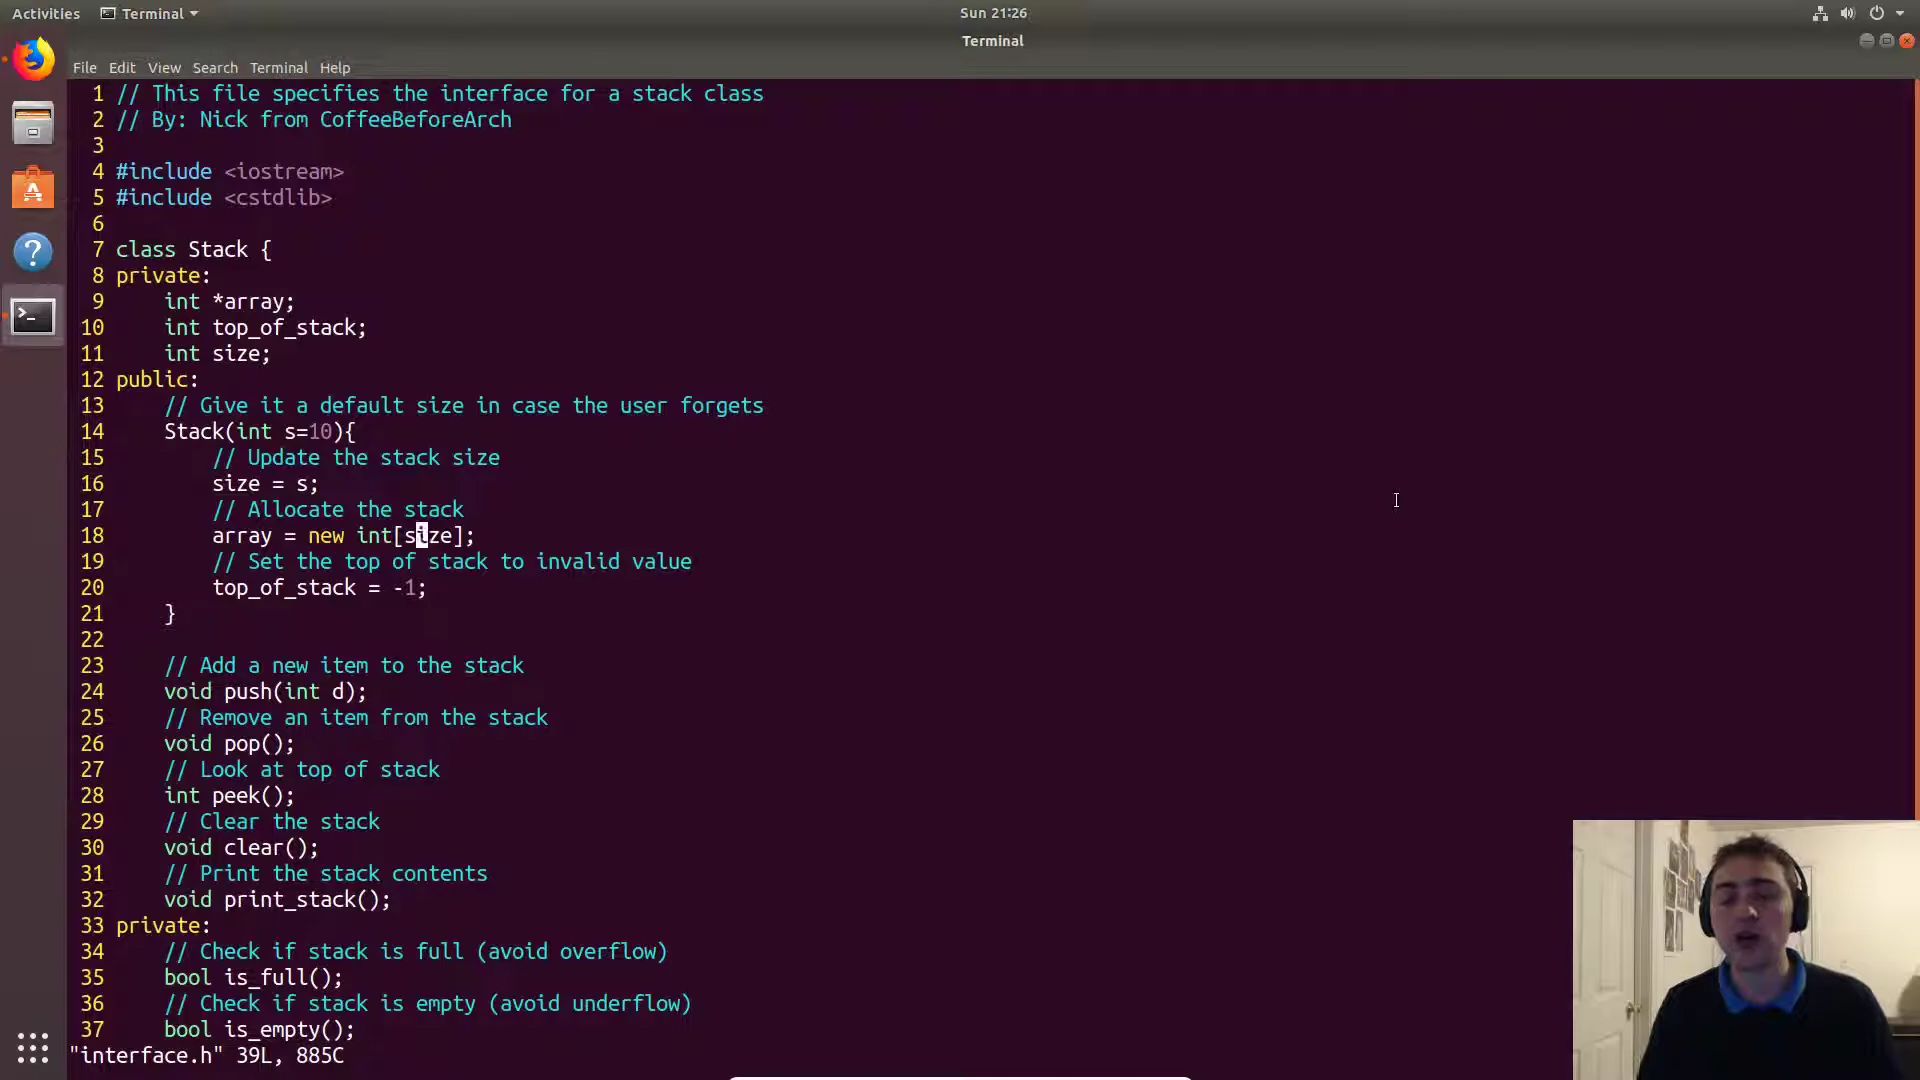 Activities
Terminal
Sun 21:26
Terminal
File Edit View Search Terminal Help
1 // This file specifies the interface for a stack class
2 // By: Nick from CoffeeBeforeArch
3
4 #include <iostream>
5 #include <cstdlib>
6
7 class Stack {
8 private:
9     int *array;
10     int top_of_stack;
11     int size;
12 public:
13     // Give it a default size in case the user forgets
14     Stack(int s=10){
15         // Update the stack size
16         size = s;
17         // Allocate the stack
18         array = new int[size];
19         // Set the top of stack to invalid value
20         top_of_stack = -1;
21     }
22
23     // Add a new item to the stack
24     void push(int d);
25     // Remove an item from the stack
26     void pop();
27     // Look at top of stack
28     int peek();
29     // Clear the stack
30     void clear();
31     // Print the stack contents
32     void print_stack();
33 private:
34     // Check if stack is full (avoid overflow)
35     bool is_full();
36     // Check if stack is empty (avoid underflow)
37     bool is_empty();
"interface.h" 39L, 885C